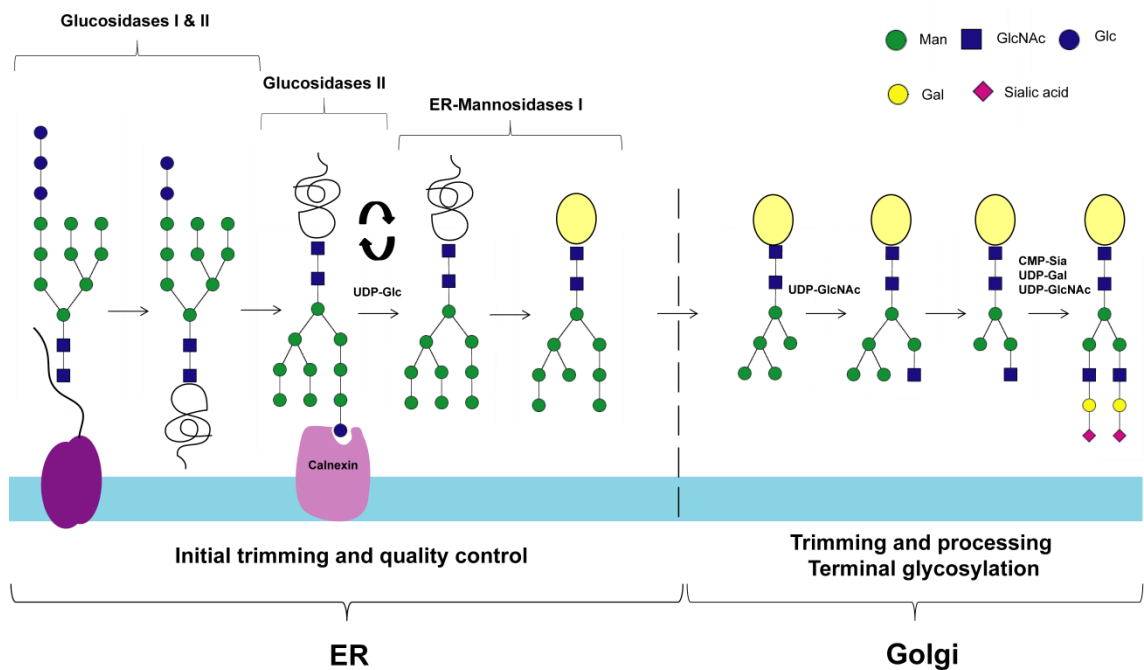 Glucosidases I & II
Man
GlcNAc
Glc
Gal
Sialic acid
Glucosidases II
ER-Mannosidases I
UDP-Glc
UDP-GlcNAc
CMP-Sia
UDP-Gal
UDP-GlcNAc
Calnexin
Initial trimming and quality control
Trimming and processing
Terminal glycosylation
ER
Golgi